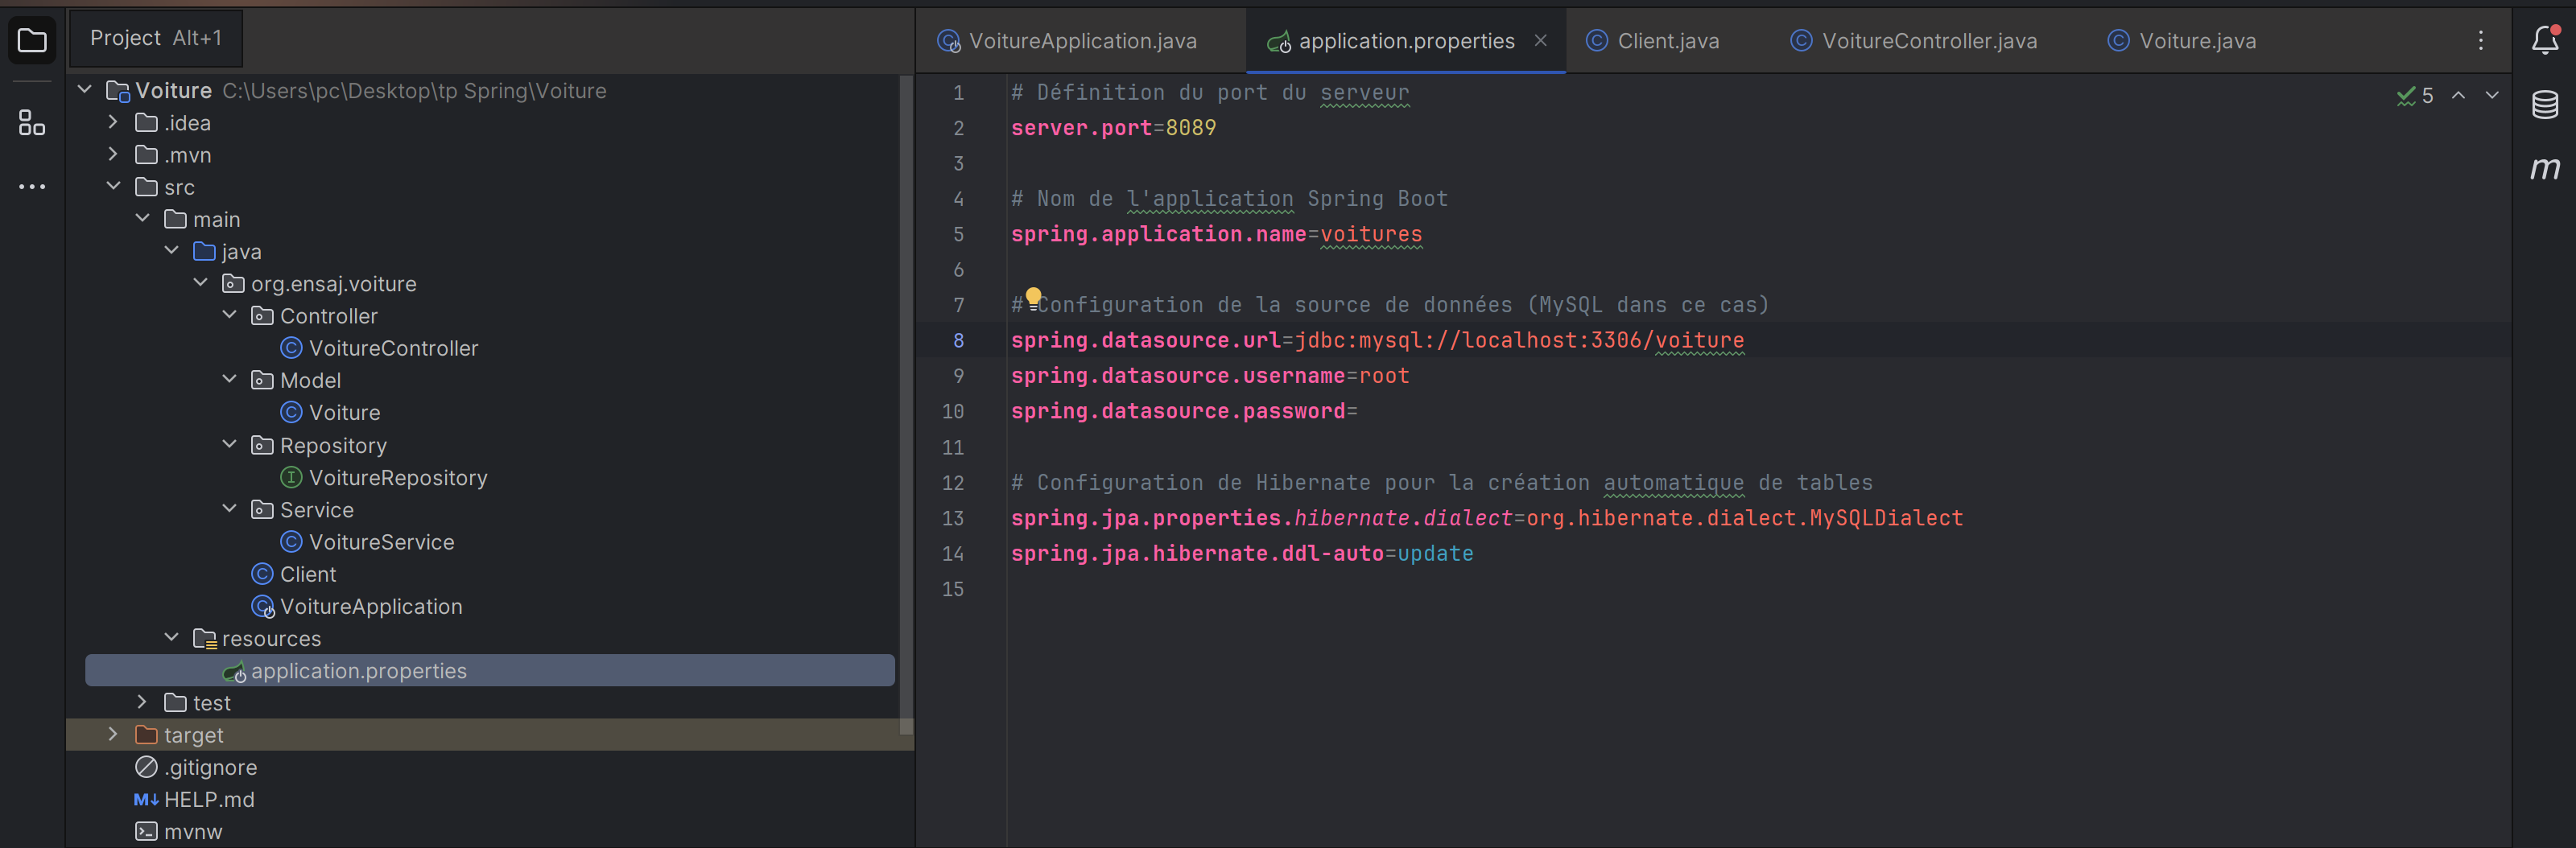 Project Alt+1
Voiture C:\Users\pc\Desktop\tp Spring\Voiture
.idea
.mvn
src
main
java
org.ensaj.voiture
Controller
VoitureController
Model
Voiture
Repository
VoitureRepository
Service
VoitureService
Client
VoitureApplication
resources
application.properties
test
target
.gitignore
HELP.md
mvnw
VoitureApplication.java application.properties Client.java VoitureController.java Voiture.java
5
1 # Définition du port du serveur
2 server.port=8089
3
4 # Nom de l'application Spring Boot
5 spring.application.name=voitures
6
7 # Configuration de la source de données (MySQL dans ce cas)
8 spring.datasource.url=jdbc:mysql://localhost:3306/voiture
9 spring.datasource.username=root
10 spring.datasource.password=
11
12 # Configuration de Hibernate pour la création automatique de tables
13 spring.jpa.properties.hibernate.dialect=org.hibernate.dialect.MySQLDialect
14 spring.jpa.hibernate.ddl-auto=update
15
m